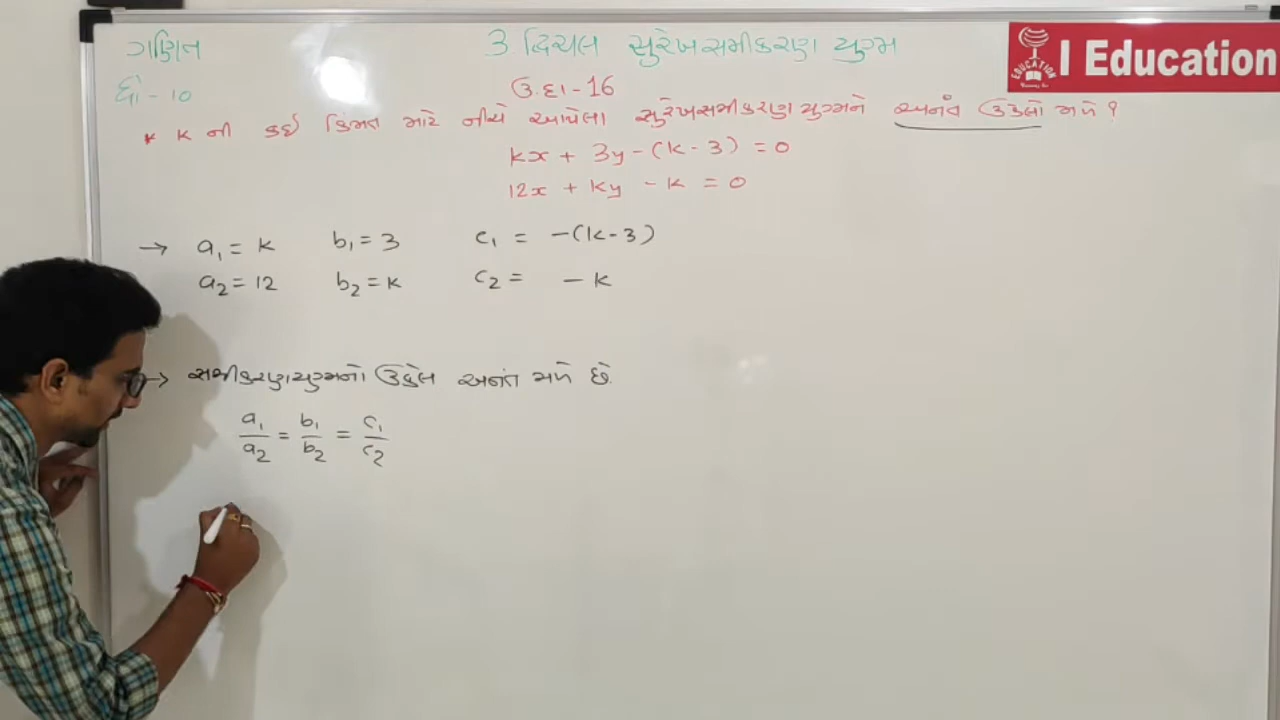 ગણિત
3 દ્વિચલ સુરેખ સમીકરણ યુગ્મ
I Education
EDUCATION
ધો - 10
ઉ.દા - 16
* K ની કઈ કિંમત માટે નીચે આપેલા સુરેખસમીકરણયુગ્મને અનંત ઉકેલો મળે ?
kx + 3y - (k - 3) = 0
12x + ky - k = 0
→ a₁ = k b₁ = 3 c₁ = -(k-3)
a₂ = 12 b₂ = k c₂ = - k
→ સમીકરણયુગ્મનો ઉકેલ અનંત મળે છે.
a₁/a₂ = b₁/b₂ = c₁/c₂